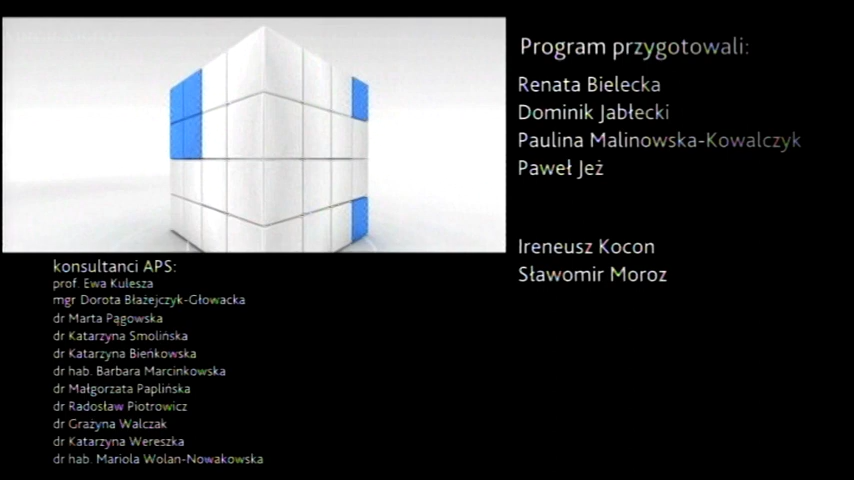 Program przygotowali:
Renata Bielecka
Dominik Jabłecki
Paulina Malinowska-Kowalczyk
Paweł Jeż
Ireneusz Kocon
Sławomir Moroz
konsultanci APS:
prof. Ewa Kulesza
mgr Dorota Błażejczyk-Głowacka
dr Marta Pągowska
dr Katarzyna Smolińska
dr Katarzyna Bieńkowska
dr hab. Barbara Marcinkowska
dr Małgorzata Paplińska
dr Radosław Piotrowicz
dr Grażyna Walczak
dr Katarzyna Wereszka
dr hab. Mariola Wolan-Nowakowska